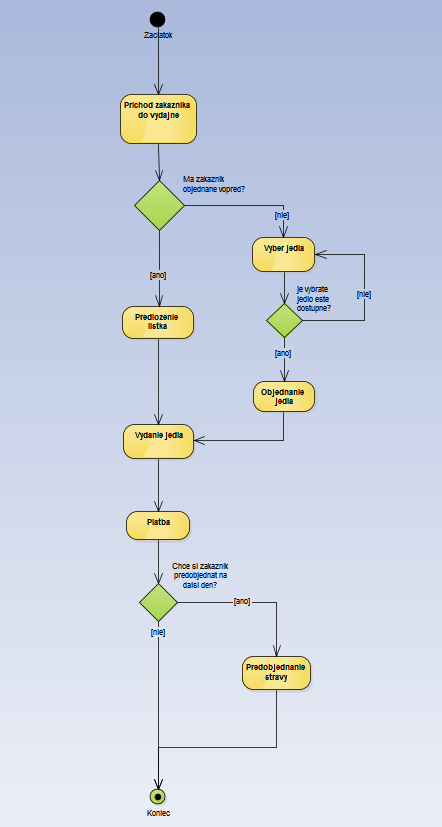 Zaciatok
Prichod zakaznika
do vydajne
Ma zakaznik
objednane vopred?
[nie]
Vyber jedla
[ano]
je vybrate
jedlo este
dostupne?
[nie]
Predlozenie
listka
[ano]
Objednanie
jedla
Vydanie jedla
Platba
Chce si zakaznik
predobjednat na
dalsi den?
[ano]
[nie]
Predobjednanie
stravy
Koniec